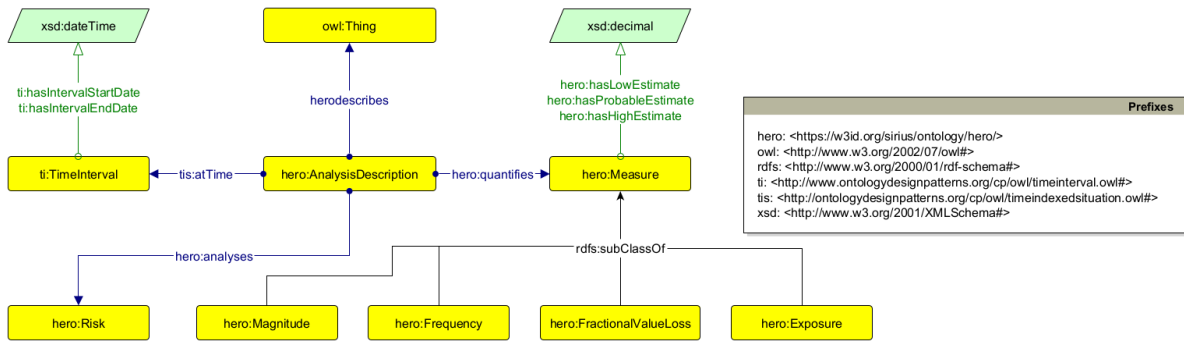 xsd:dateTime
owl:Thing
xsd:decimal
ti:hasIntervalStartDate
ti:hasIntervalEndDate
herodescribes
hero:hasLowEstimate
hero:hasProbableEstimate
hero:hasHighEstimate
ti:TimeInterval
tis:atTime
hero:AnalysisDescription
hero:quantifies
hero:Measure
Prefixes
hero: <https://w3id.org/sirius/ontology/hero/>
owl: <http://www.w3.org/2002/07/owl#>
rdfs: <http://www.w3.org/2000/01/rdf-schema#>
ti: <http://www.ontologydesignpatterns.org/cp/owl/timeinterval.owl#>
tis: <http://ontologydesignpatterns.org/cp/owl/timeindexedsituation.owl#>
xsd: <http://www.w3.org/2001/XMLSchema#>
hero:analyses
rdfs:subClassOf
hero:Risk
hero:Magnitude
hero:Frequency
hero:FractionalValueLoss
hero:Exposure